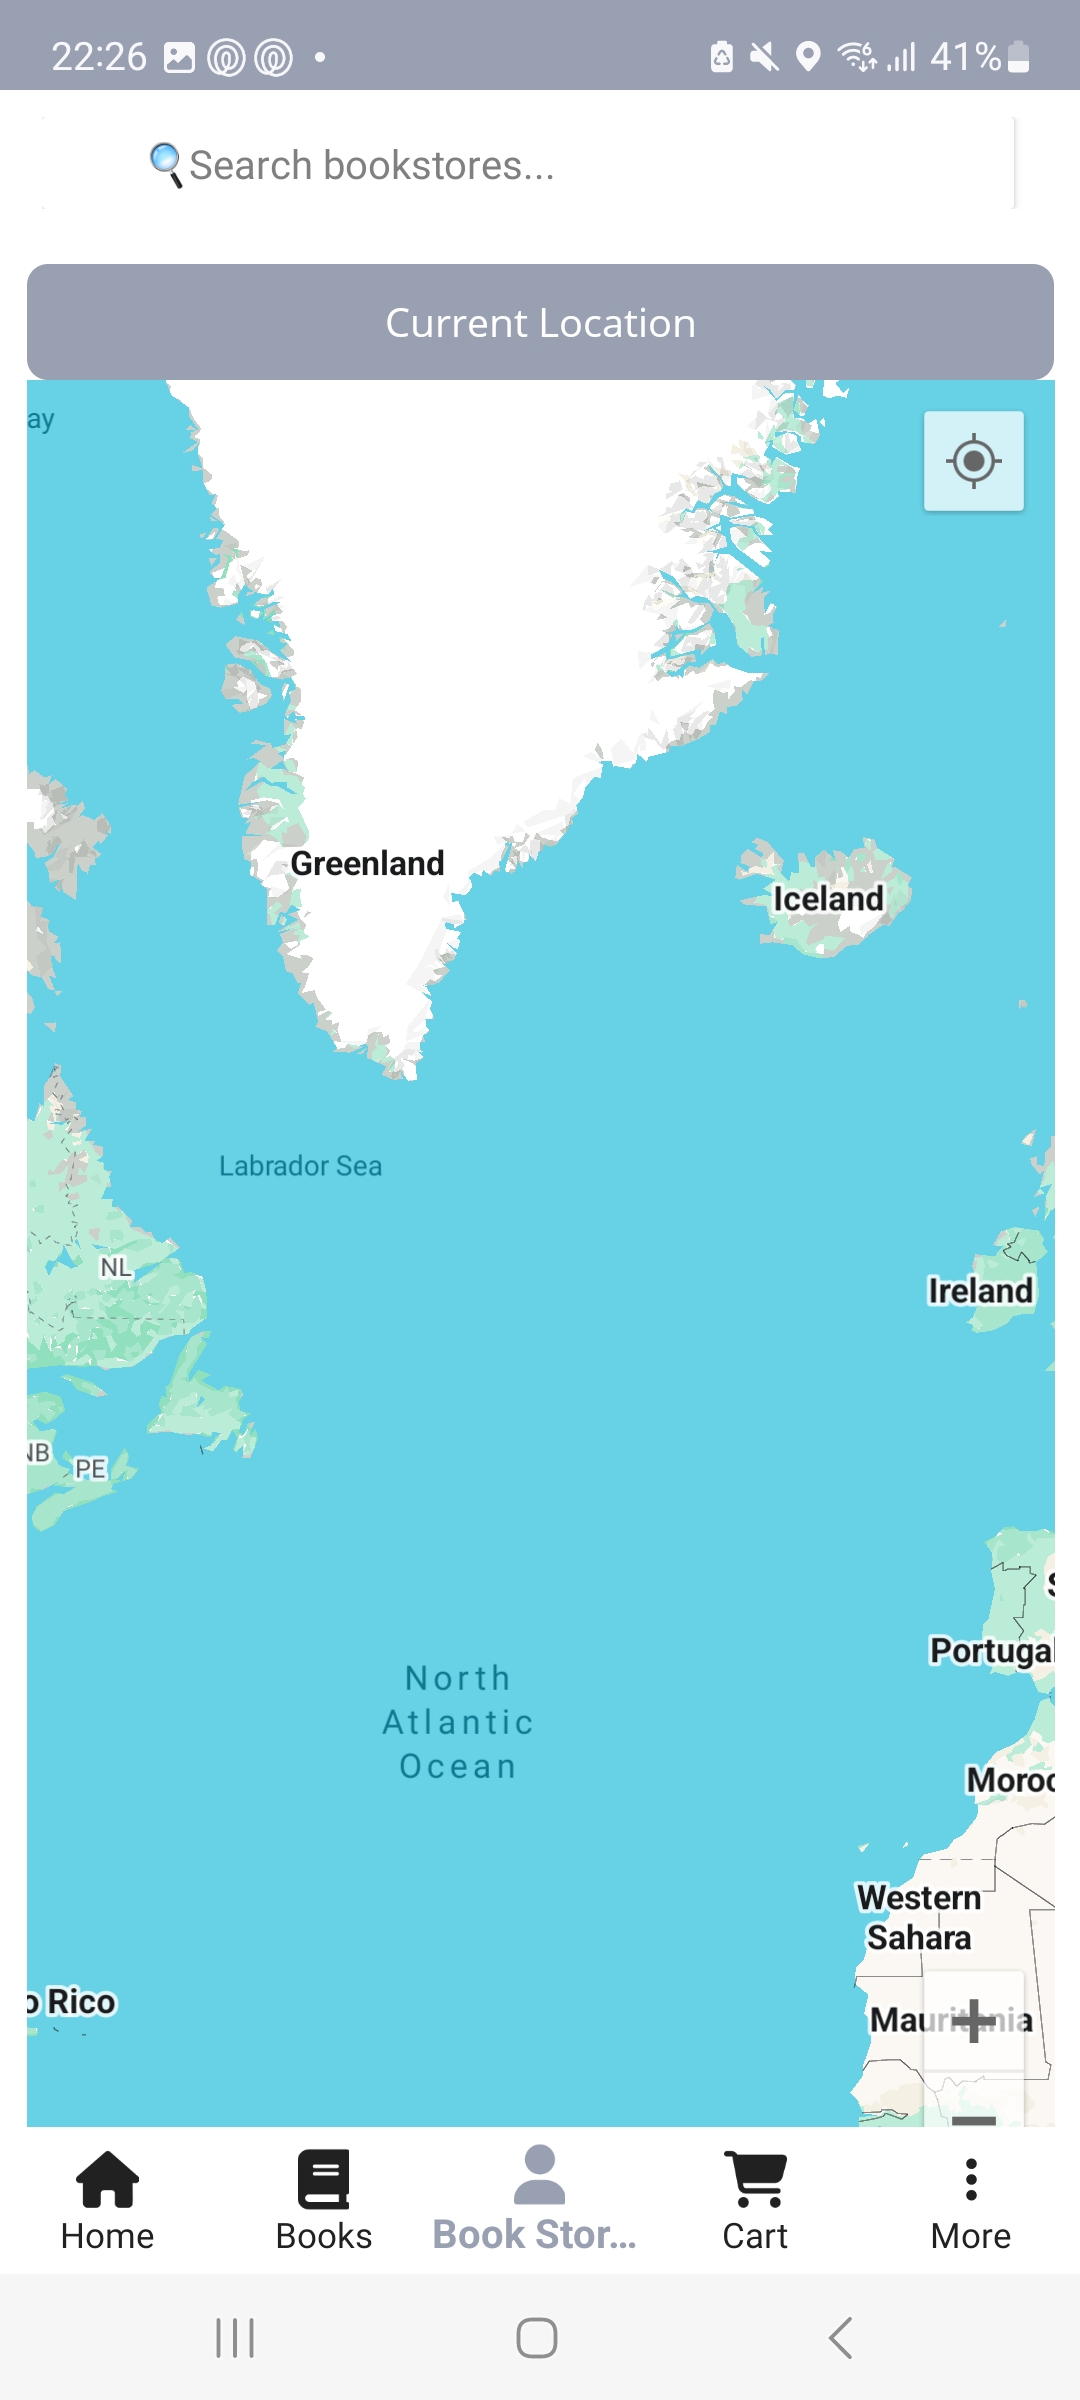 22:26 41%
Search bookstores...
Current Location
ay
Greenland
Iceland
Labrador Sea
NL
Ireland
NB
PE
Portugal
North
Atlantic
Ocean
Moroc
Western
Sahara
o Rico
Mauritania
Home
Books
Book Stor...
Cart
More